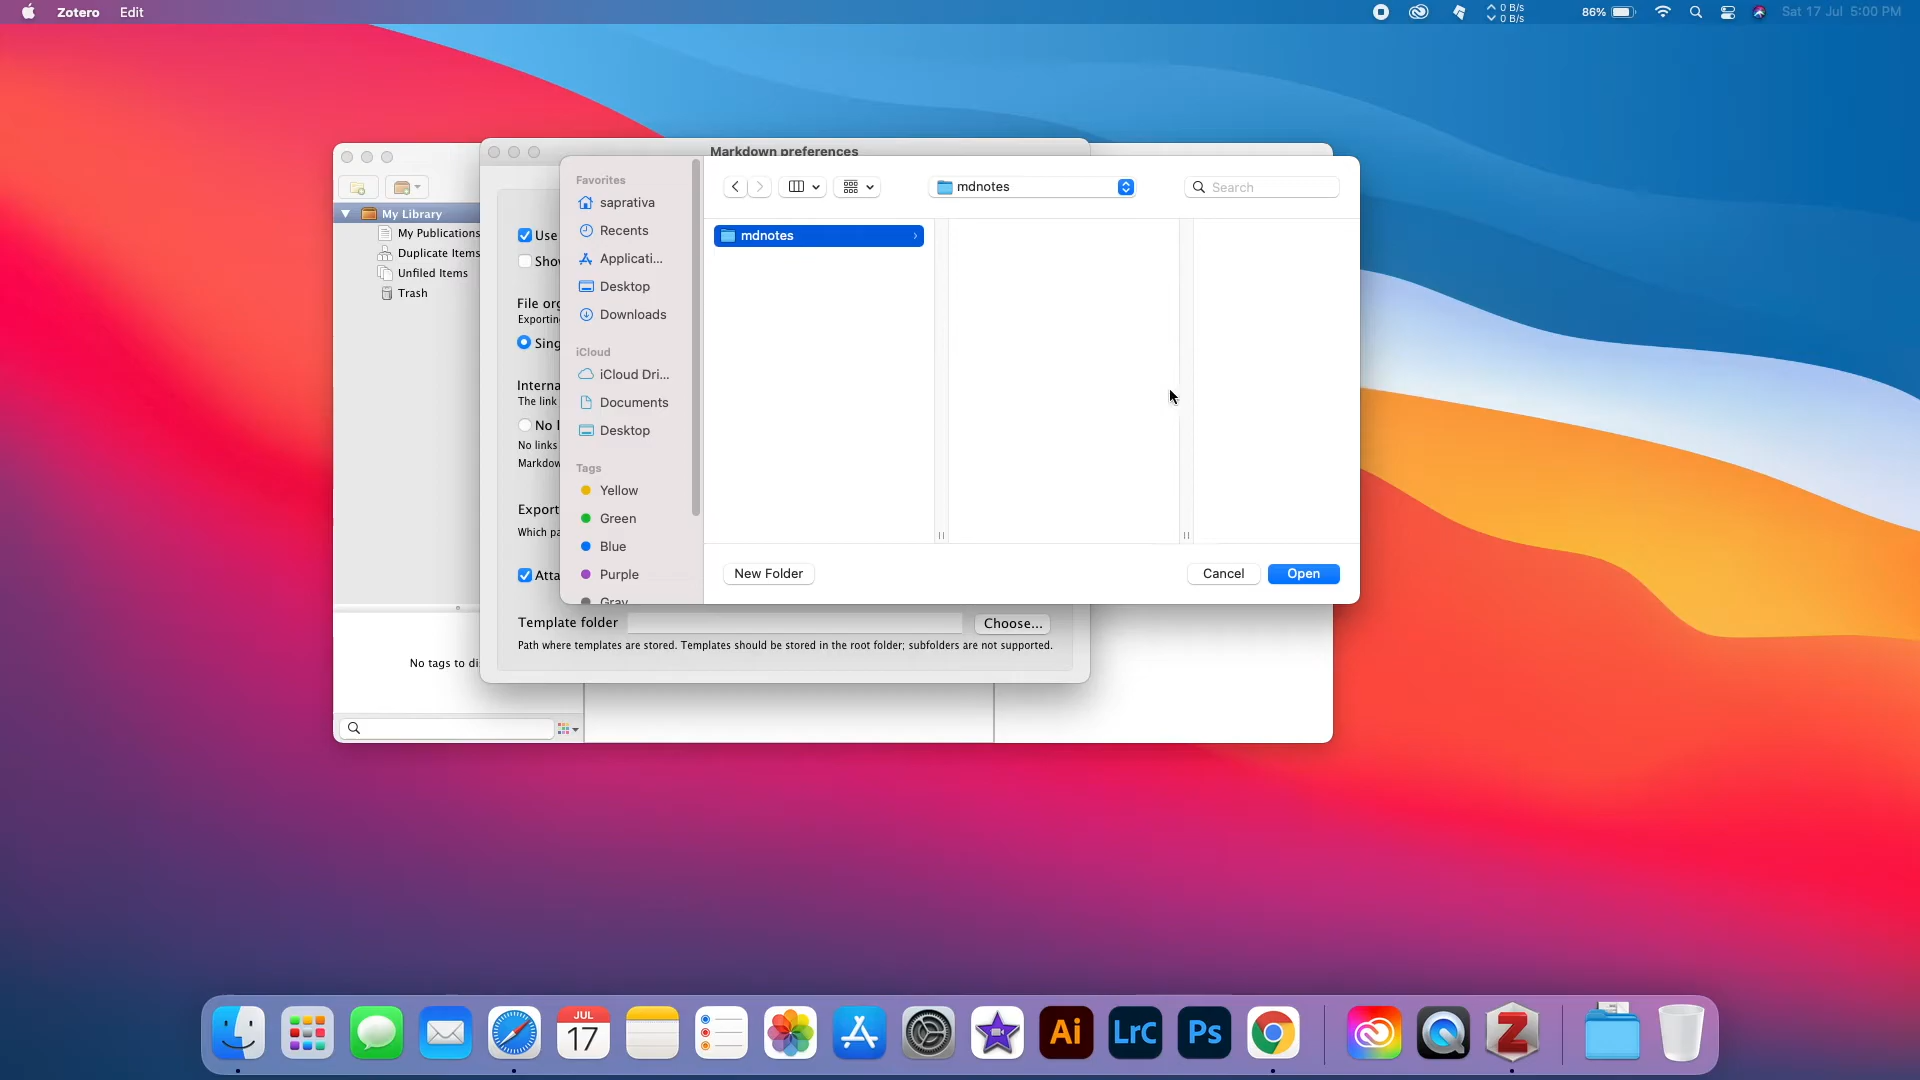 Zotero Edit
0 B/s
0 B/s
86%
Sat 17 Jul 5:00 PM
Markdown preferences
My Library
My Publications
Duplicate Items
Unfiled Items
Trash
No tags to di
Use
Show
File org
Exporting
Sing
Interna
The link
No l
No links
Markdow
Export
Which pa
Atta
Template folder
Choose...
Path where templates are stored. Templates should be stored in the root folder; subfolders are not supported.
Favorites
saprativa
Recents
Applicati...
Desktop
Downloads
iCloud
iCloud Dri...
Documents
Desktop
Tags
Yellow
Green
Blue
Purple
Gray
mdnotes
Search
mdnotes
New Folder
Cancel
Open
JUL
17
Ai
LrC
Ps